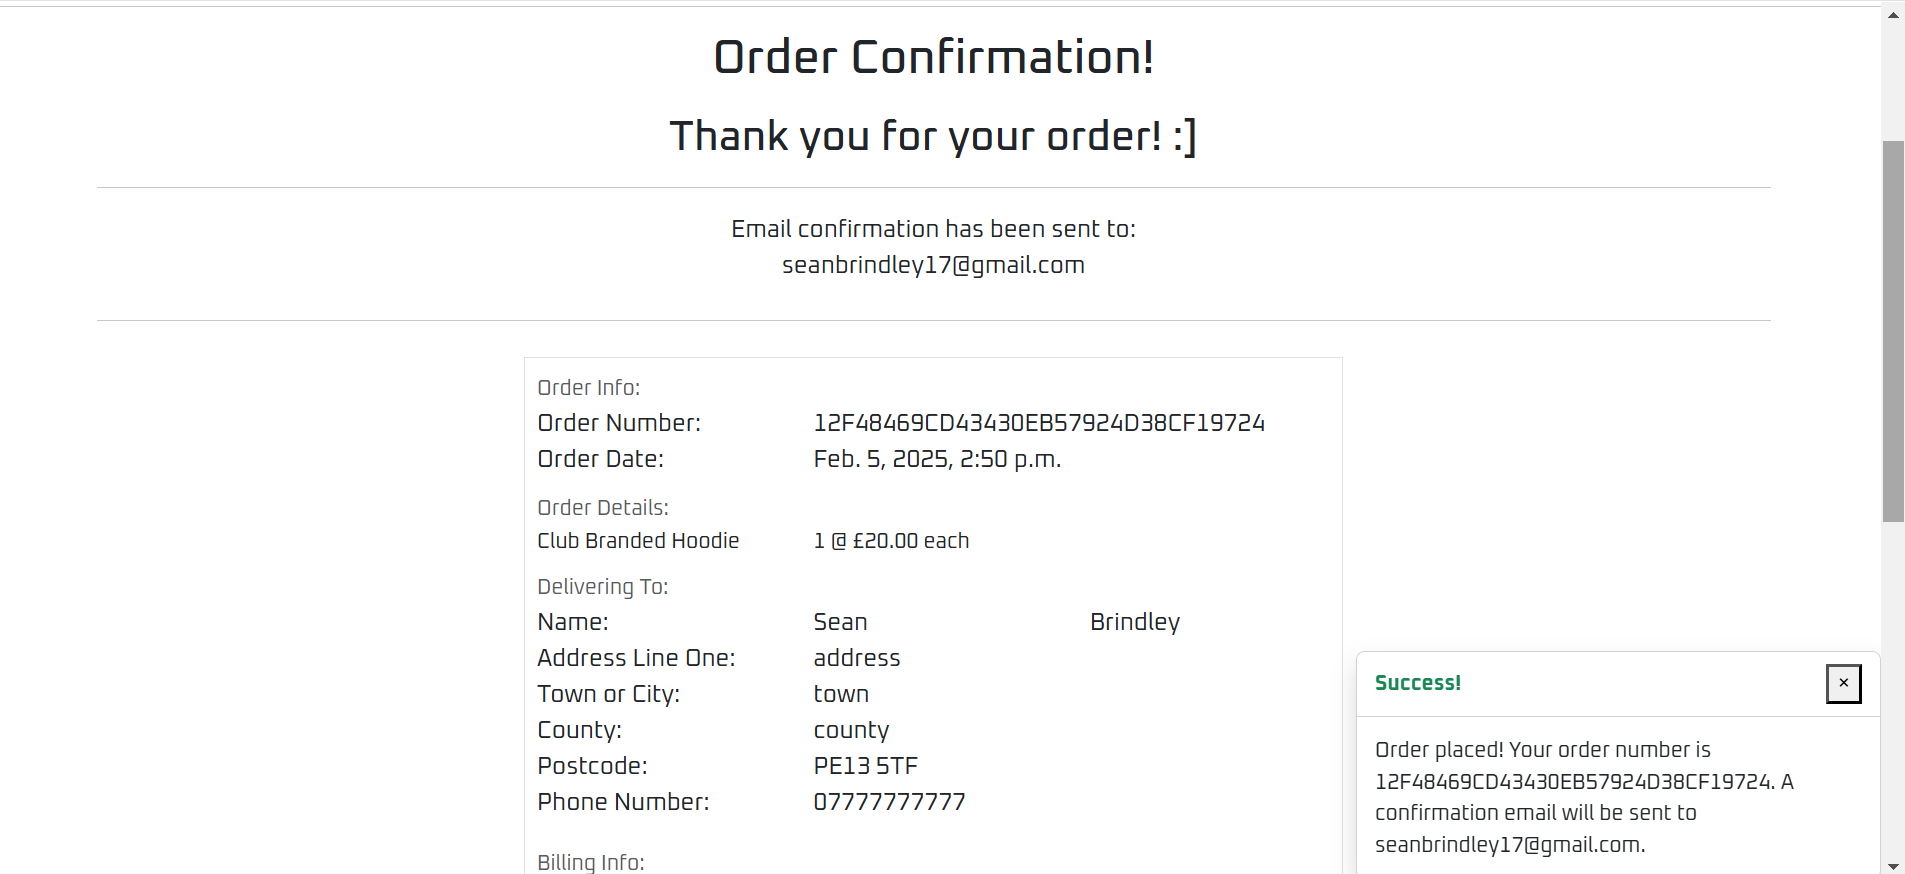 Order Confirmation!
Thank you for your order! :]
Email confirmation has been sent to:
seanbrindley17@gmail.com
Order Info:
Order Number: 12F48469CD43430EB57924D38CF19724
Order Date: Feb. 5, 2025, 2:50 p.m.
Order Details:
Club Branded Hoodie 1 @ £20.00 each
Delivering To:
Name: Sean Brindley
Address Line One: address
Town or City: town
County: county
Postcode: PE13 5TF
Phone Number: 07777777777
Billing Info:
Success! ×
Order placed! Your order number is
12F48469CD43430EB57924D38CF19724. A
confirmation email will be sent to
seanbrindley17@gmail.com.